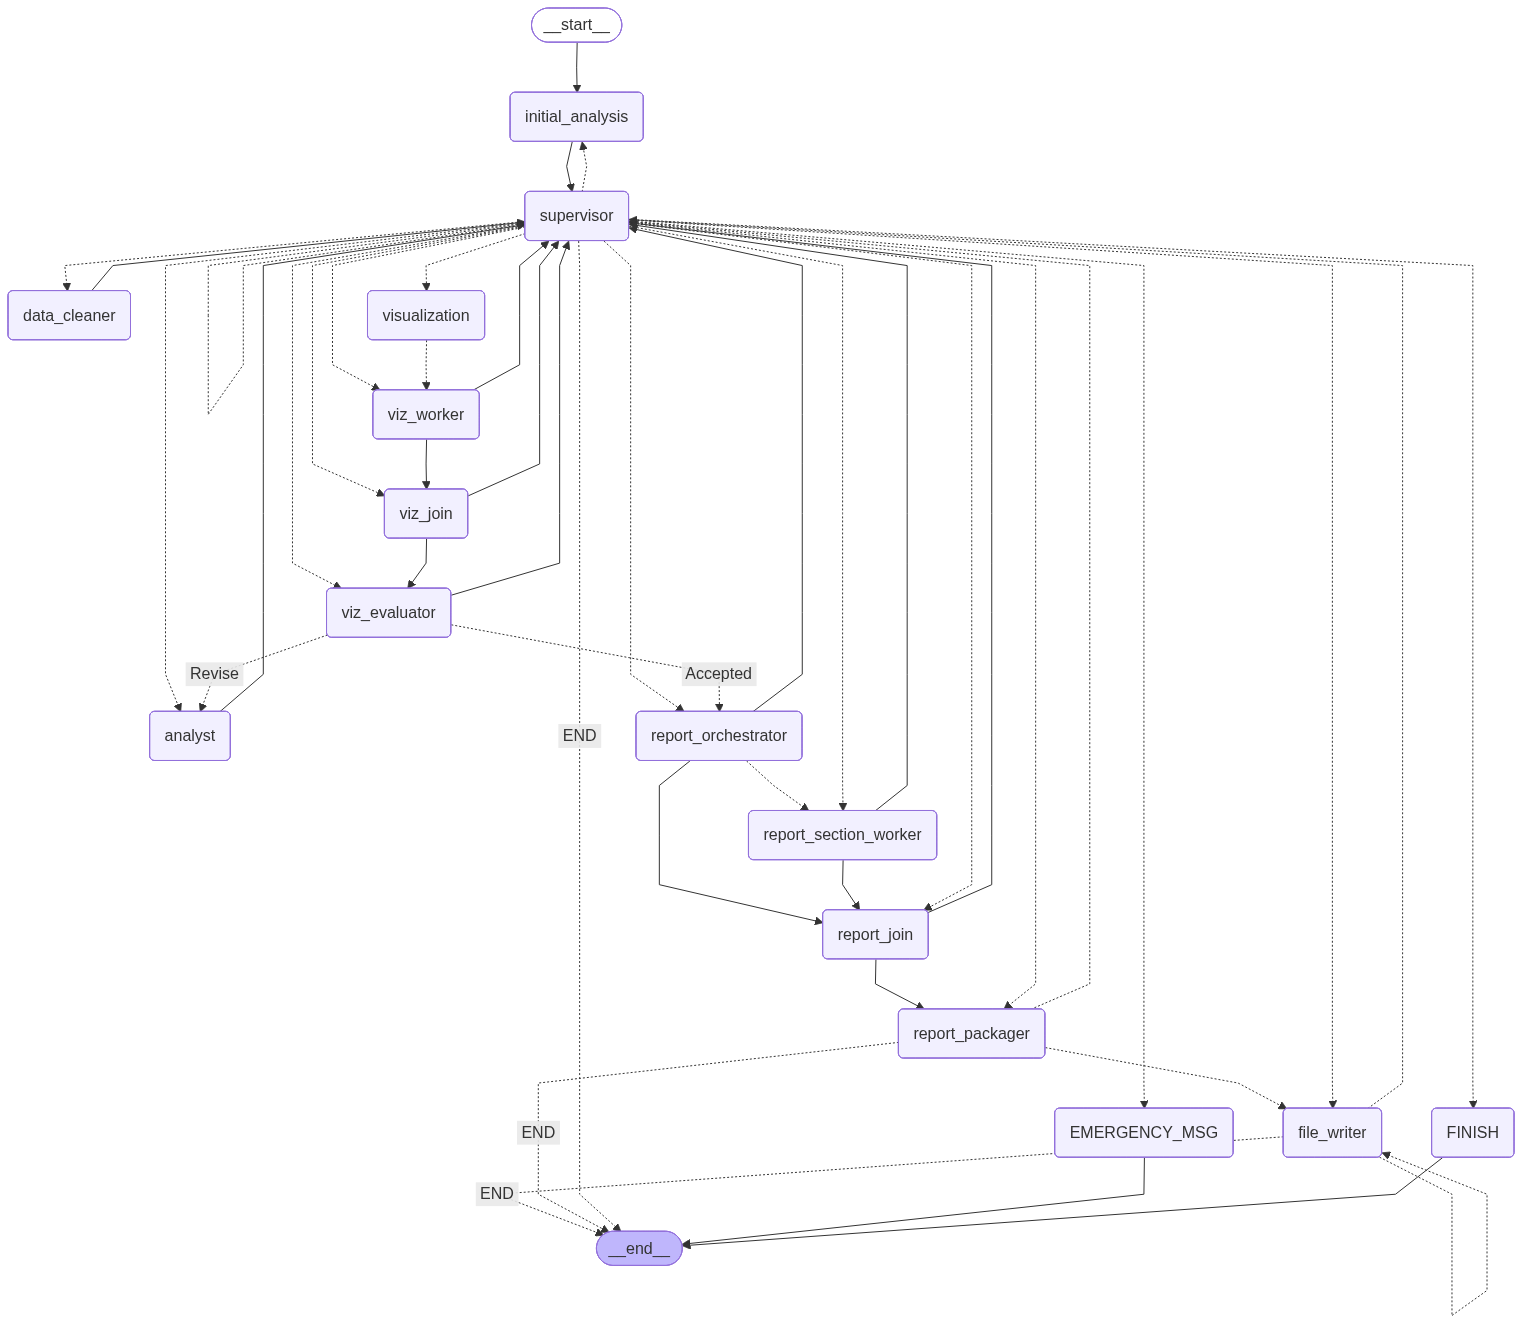 __start__
initial_analysis
supervisor
data_cleaner
visualization
viz_worker
viz_join
viz_evaluator
Revise
Accepted
analyst
END
report_orchestrator
report_section_worker
report_join
report_packager
END
EMERGENCY_MSG
file_writer
FINISH
END
__end__